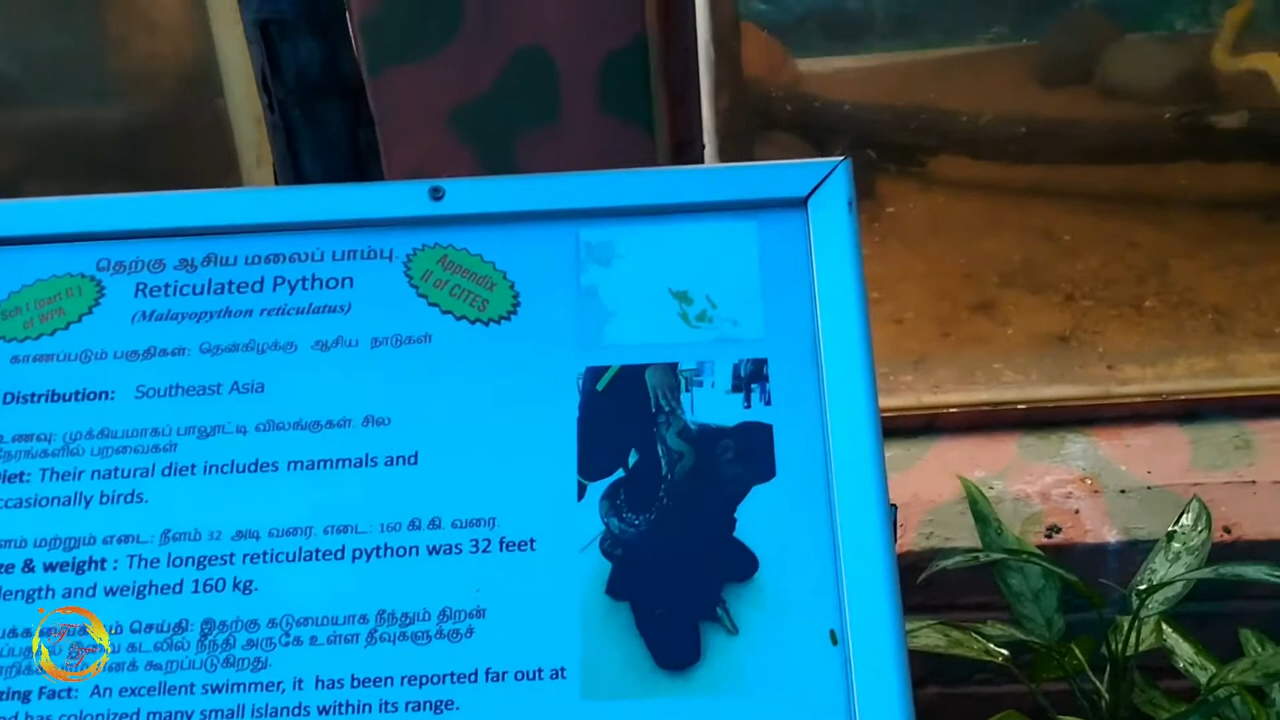 தெற்கு ஆசிய மலைப் பாம்பு.
Reticulated Python
(Malayopython reticulatus)
Sch I (part II)
of WPA
Appendix
II of CITES
காணப்படும் பகுதிகள்: தென்கிழக்கு ஆசிய நாடுகள்
Distribution: Southeast Asia
உணவு: முக்கியமாகப் பாலூட்டி விலங்குகள். சில
நேரங்களில் பறவைகள்
Diet: Their natural diet includes mammals and
ccasionally birds.
ளம் மற்றும் எடை: நீளம் 32 அடி வரை. எடை: 160 கி.கி. வரை.
ze & weight : The longest reticulated python was 32 feet
length and weighed 160 kg.
செய்தி: இதற்கு கடுமையாக நீந்தும் திறன்
கடலில் நீந்தி அருகே உள்ள தீவுகளுக்குச்
கூறப்படுகிறது.
zing Fact: An excellent swimmer, it has been reported far out at
nd has colonized many small islands within its range.